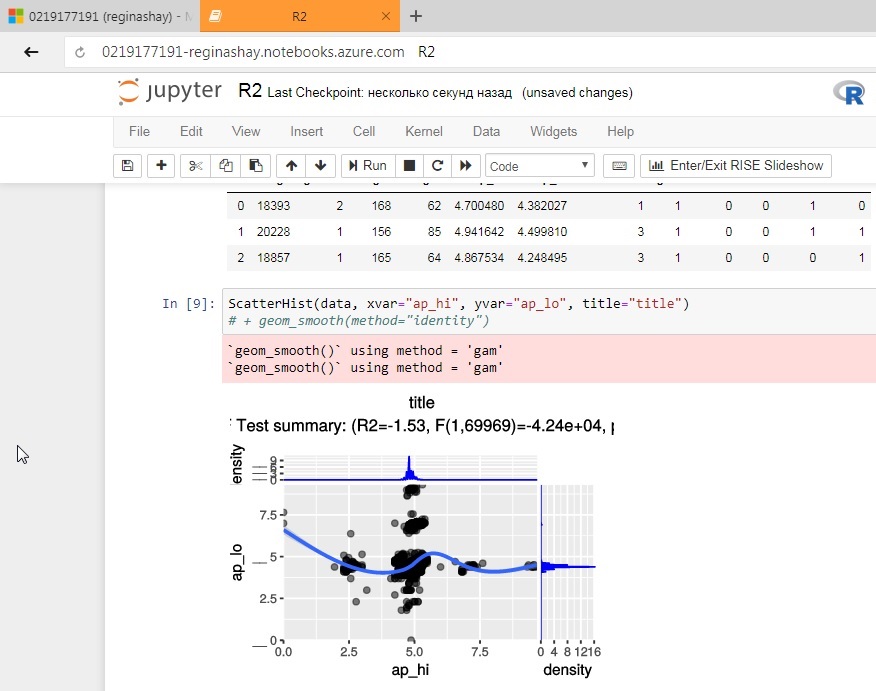 0219177191 (reginashay) -
R2
0219177191-reginashay.notebooks.azure.com R2
jupyter R2 Last Checkpoint: несколько секунд назад (unsaved changes)
R
File Edit View Insert Cell Kernel Data Widgets Help
Run Code Enter/Exit RISE Slideshow
0 18393 2 168 62 4.700480 4.382027 1 1 0 0 1 0
1 20228 1 156 85 4.941642 4.499810 3 1 0 0 1 1
2 18857 1 165 64 4.867534 4.248495 3 1 0 0 0 1
In [9]: ScatterHist(data, xvar="ap_hi", yvar="ap_lo", title="title")
# + geom_smooth(method="identity")
`geom_smooth()` using method = 'gam'
`geom_smooth()` using method = 'gam'
title
Test summary: (R2=-1.53, F(1,69969)=-4.24e+04,
ensity
9
6
3
0
ap_lo
7.5
5
2.5
0
0.0 2.5 5.0 7.5 0 4 8 1216
ap_hi density